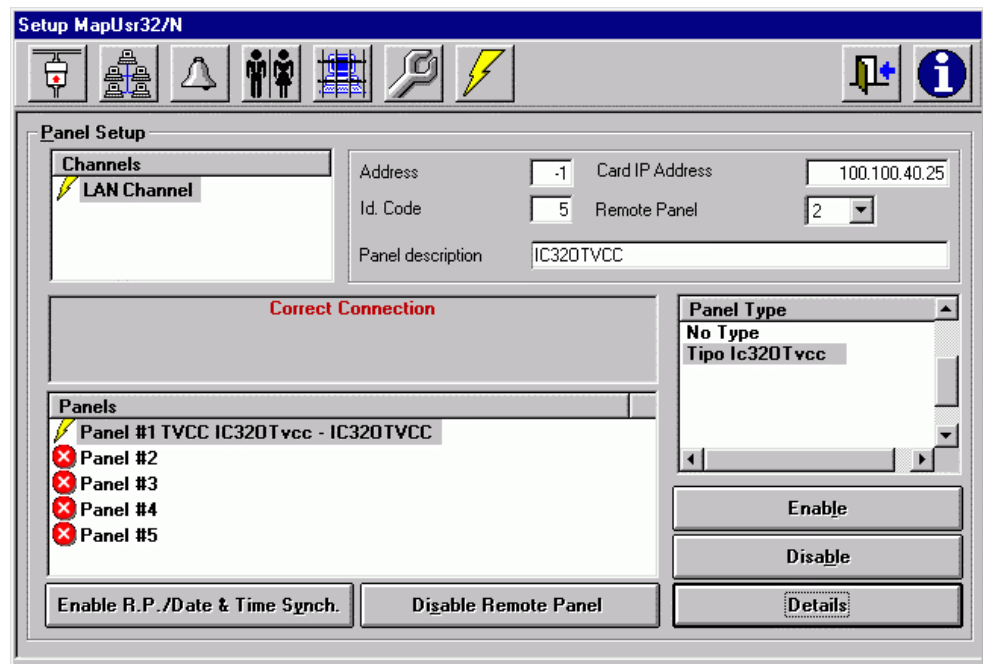 Setup MapUsr32/N
Panel Setup
Channels
LAN Channel
Address
-1
Card IP Address
100.100.40.25
Id. Code
5
Remote Panel
2
Panel description
IC320TVCC
Correct Connection
Panel Type
No Type
Tipo Ic320Tvcc
Panels
Panel #1 TVCC IC320Tvcc - IC320TVCC
Panel #2
Panel #3
Panel #4
Panel #5
Enable
Disable
Enable R.P./Date & Time Synch.
Disable Remote Panel
Details